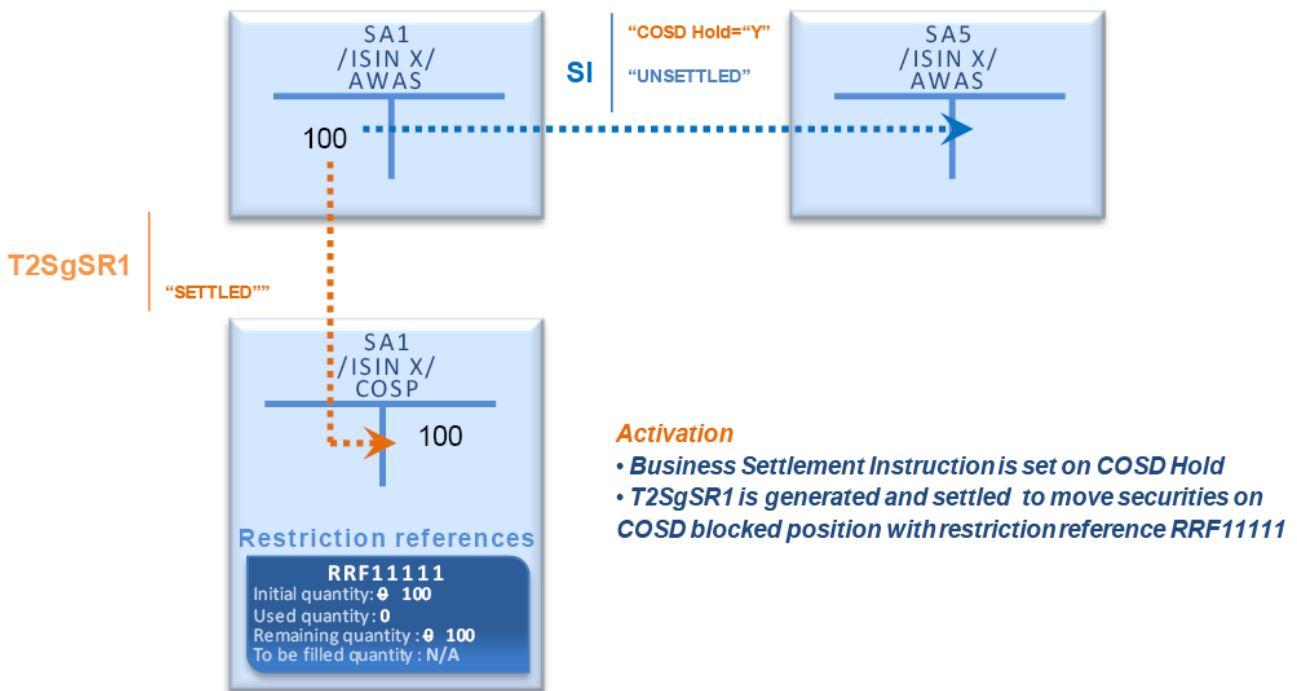 SA1
/ISIN X/
AWAS
100
SI
“COSD Hold=“Y”
“UNSETTLED”
SA5
/ISIN X/
AWAS
T2SgSR1
“SETTLED””
SA1
/ISIN X/
COSP
100
Restriction references
RRF11111
Initial quantity: 0 100
Used quantity : 0
Remaining quantity : 0 100
To be filled quantity : N/A
Activation
• Business Settlement Instruction is set on COSD Hold
• T2SgSR1 is generated and settled to move securities on
COSD blocked position with restriction reference RRF11111